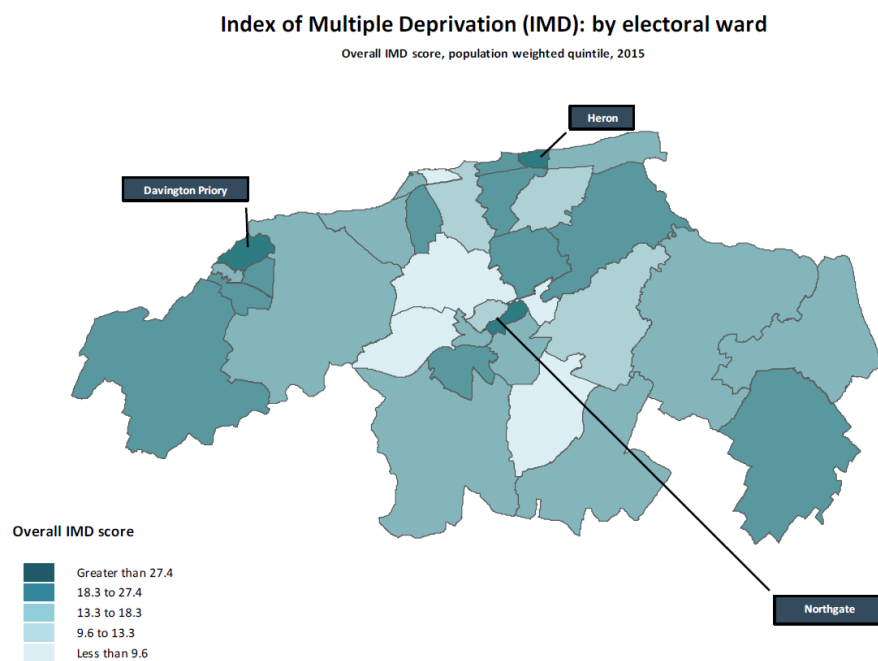 Index of Multiple Deprivation (IMD): by electoral ward
Overall IMD score, population weighted quintile, 2015
Heron
Davington Priory
Northgate
Overall IMD score
Greater than 27.4
18.3 to 27.4
13.3 to 18.3
9.6 to 13.3
Less than 9.6